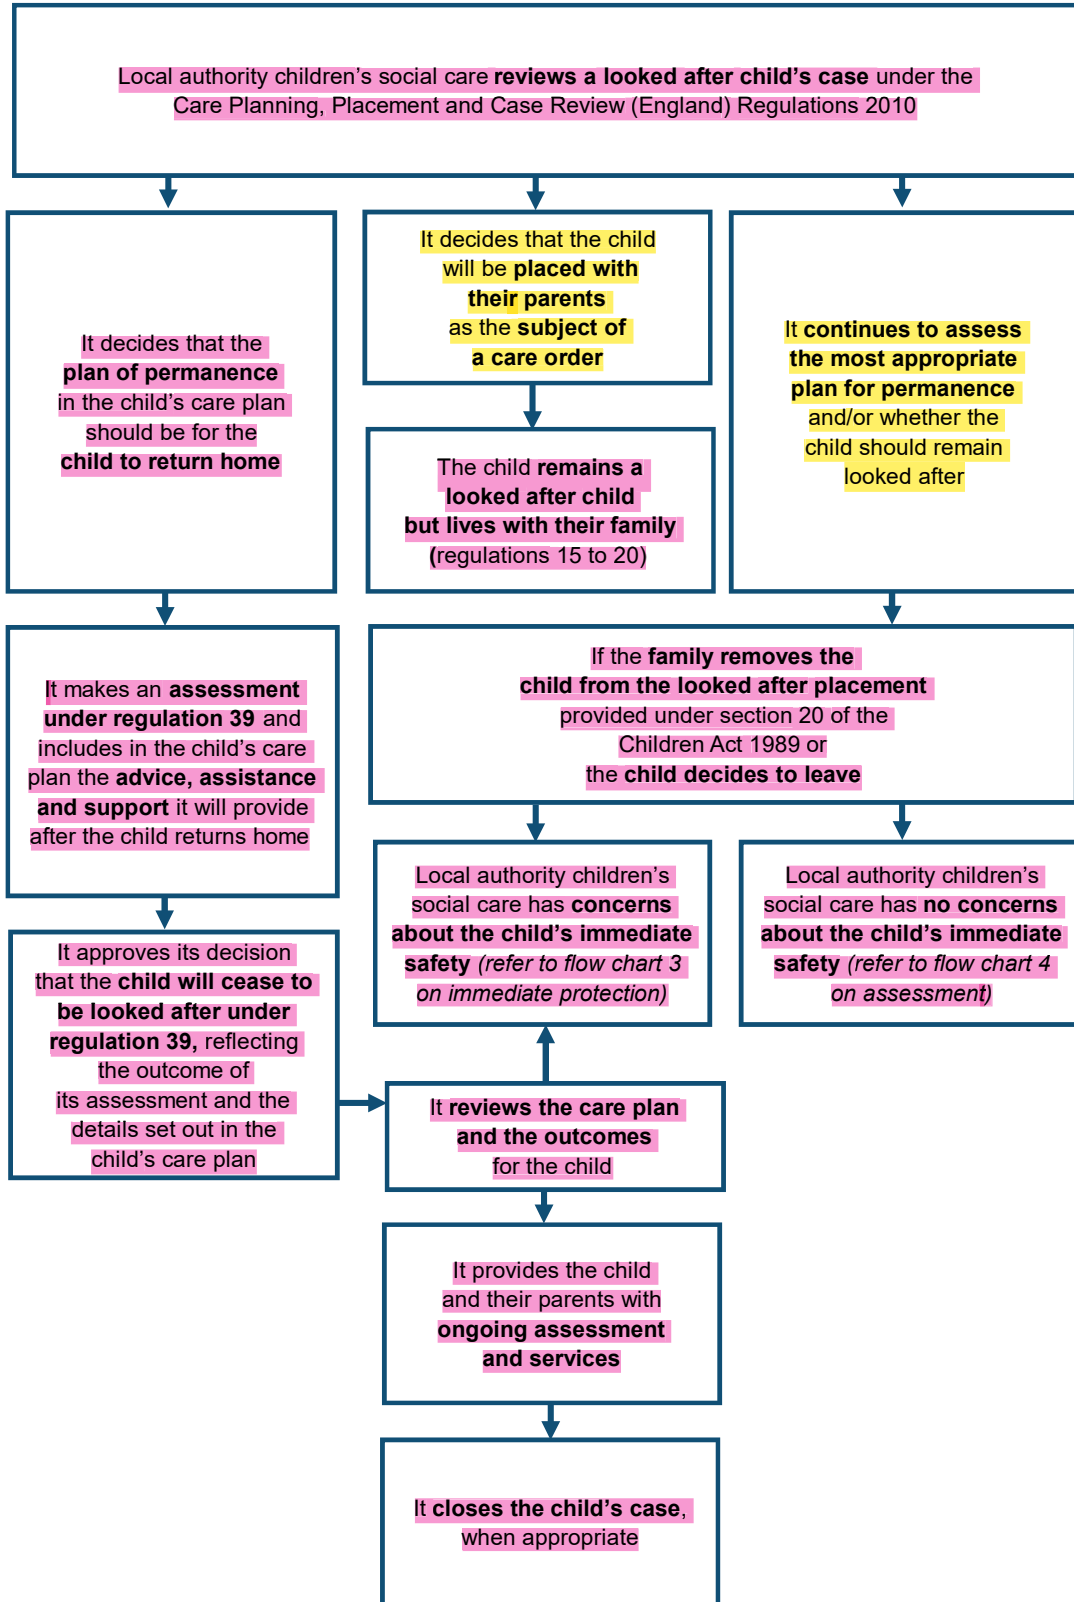 Local authority children’s social care reviews a looked after child’s case under the
Care Planning, Placement and Case Review (England) Regulations 2010
It decides that the
plan of permanence
in the child’s care plan
should be for the
child to return home
It decides that the child
will be placed with
their parents
as the subject of
a care order
It continues to assess
the most appropriate
plan for permanence
and/or whether the
child should remain
looked after
The child remains a
looked after child
but lives with their family
(regulations 15 to 20)
It makes an assessment
under regulation 39 and
includes in the child’s care
plan the advice, assistance
and support it will provide
after the child returns home
If the family removes the
child from the looked after placement
provided under section 20 of the
Children Act 1989 or
the child decides to leave
Local authority children’s
social care has concerns
about the child’s immediate
safety (refer to flow chart 3
on immediate protection)
Local authority children’s
social care has no concerns
about the child’s immediate
safety (refer to flow chart 4
on assessment)
It approves its decision
that the child will cease to
be looked after under
regulation 39, reflecting
the outcome of
its assessment and the
details set out in the
child’s care plan
It reviews the care plan
and the outcomes
for the child
It provides the child
and their parents with
ongoing assessment
and services
It closes the child’s case,
when appropriate